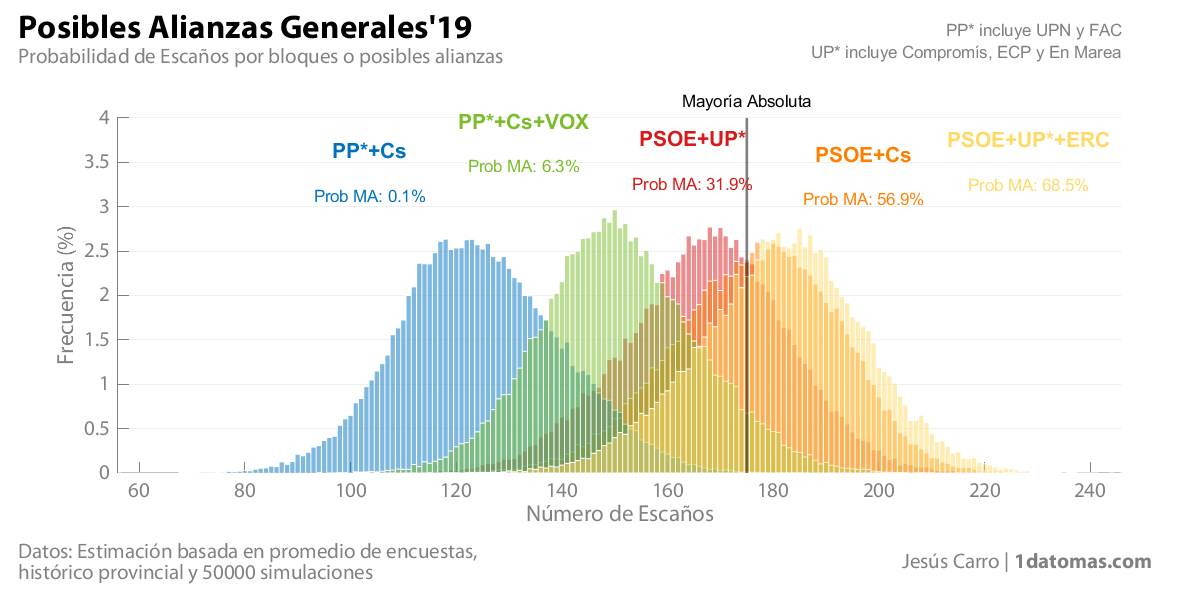 Posibles Alianzas Generales'19
Probabilidad de Escaños por bloques o posibles alianzas
PP* incluye UPN y FAC
UP* incluye Compromís, ECP y En Marea
Mayoría Absoluta
PP*+Cs
Prob MA: 0.1%
PP*+Cs+VOX
Prob MA: 6.3%
PSOE+UP*
Prob MA: 31.9%
PSOE+Cs
Prob MA: 56.9%
PSOE+UP*+ERC
Prob MA: 68.5%
Frecuencia (%)
4
3.5
3
2.5
2
1.5
1
0.5
0
60 80 100 120 140 160 180 200 220 240
Número de Escaños
Datos: Estimación basada en promedio de encuestas,
histórico provincial y 50000 simulaciones
Jesús Carro | 1datomas.com